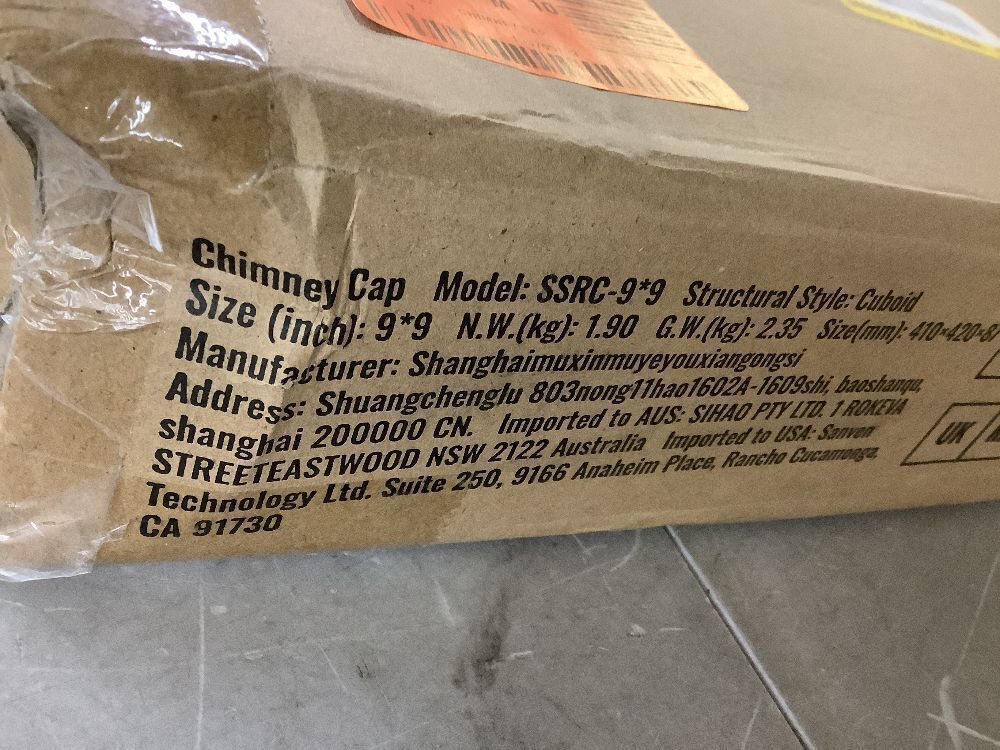 M 10
Chimney Cap Model: SSRC-9*9 Structural Style: Cuboid
Size (inch): 9*9 N.W.(kg): 1.90 G.W.(kg): 2.35 Size(mm): 410*420*
Manufacturer: Shanghaimuxinmuyeyouxiangongsi
Address: Shuangchenglu 803nong11hao1602A-1609shi, baoshanqu,
shanghai 200000 CN. Imported to AUS: SIHAO PTY LTD. 1 ROKEVA
STREETEASTWOOD NSW 2122 Australia Imported to USA: Sanven
Technology Ltd. Suite 250, 9166 Anaheim Place, Rancho Cucamonga,
CA 91730
UK